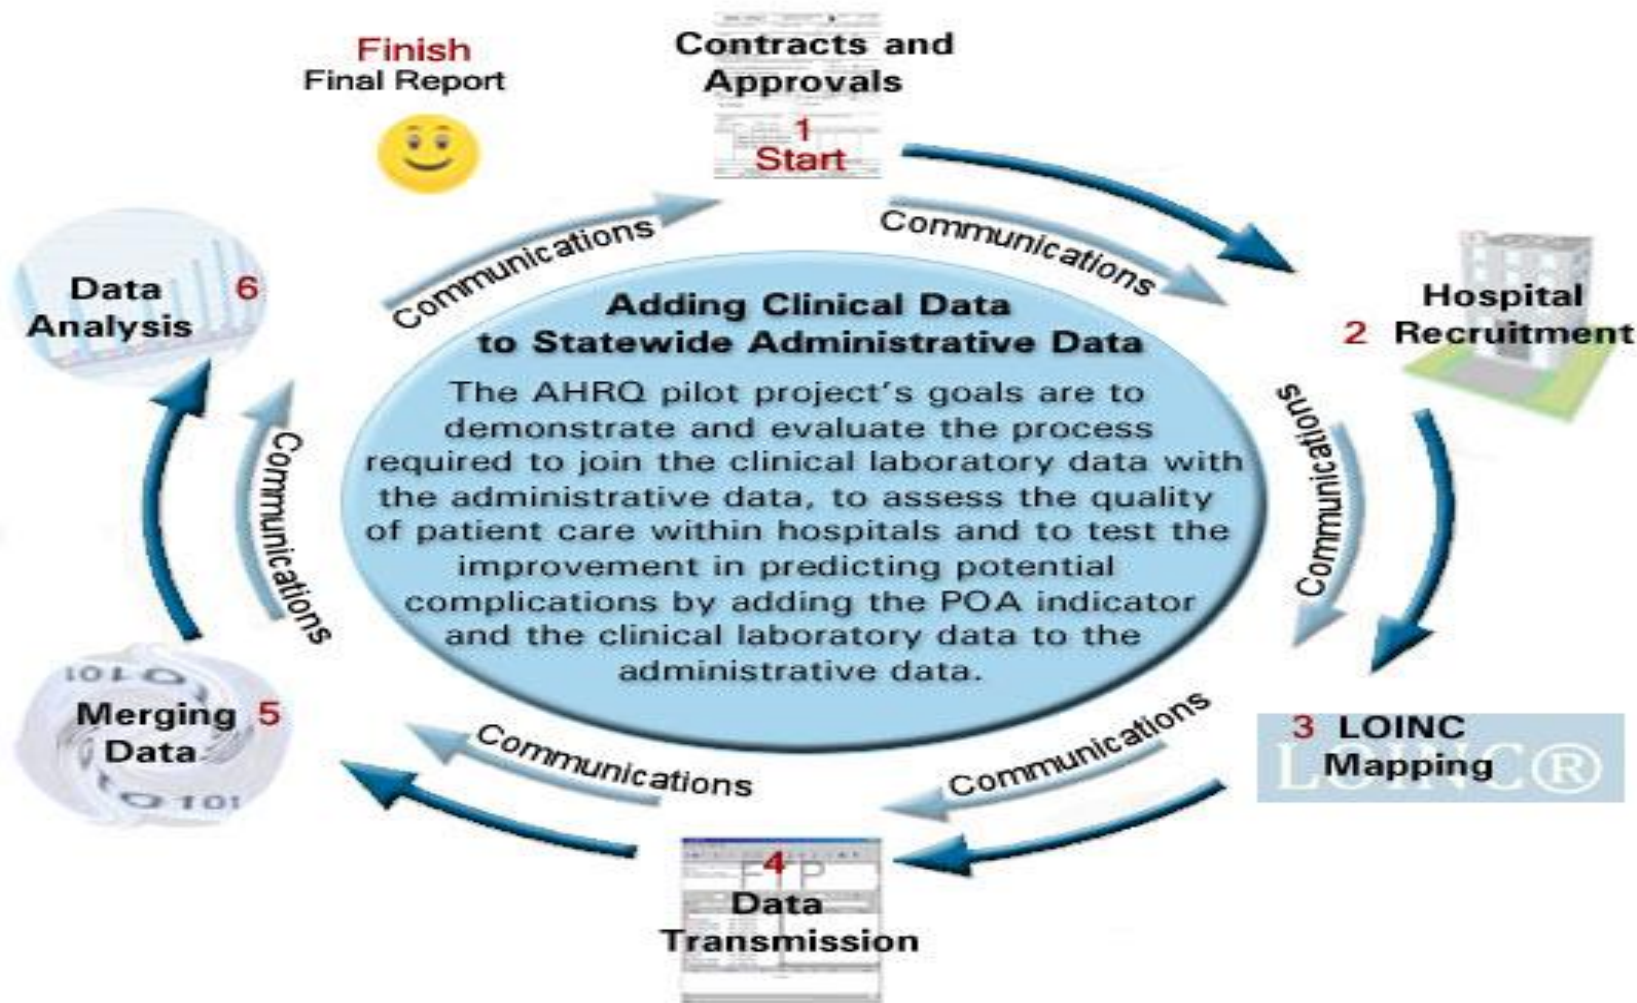 Finish
Final Report
Contracts and
Approvals
1
Start
Communications
Communications
Hospital
2 Recruitment
Communications
3 LOINC
Mapping
LOINC®
Communications
4
FTP
Data
Transmission
Communications
Merging 5
Data
101
101
Communications
Data 6
Analysis
Adding Clinical Data
to Statewide Administrative Data
The AHRQ pilot project's goals are to
demonstrate and evaluate the process
required to join the clinical laboratory data with
the administrative data, to assess the quality
of patient care within hospitals and to test the
improvement in predicting potential
complications by adding the POA indicator
and the clinical laboratory data to the
administrative data.